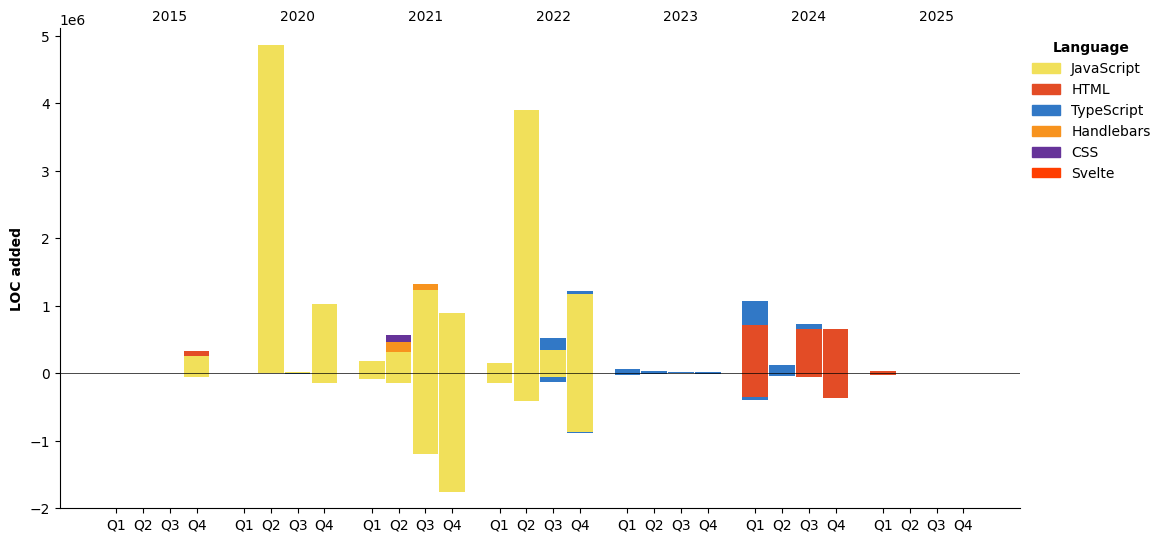 1e6
2015 2020 2021 2022 2023 2024 2025
Language
JavaScript
HTML
TypeScript
Handlebars
CSS
Svelte
LOC added
5
4
3
2
1
0
−1
−2
Q1 Q2 Q3 Q4 Q1 Q2 Q3 Q4 Q1 Q2 Q3 Q4 Q1 Q2 Q3 Q4 Q1 Q2 Q3 Q4 Q1 Q2 Q3 Q4 Q1 Q2 Q3 Q4